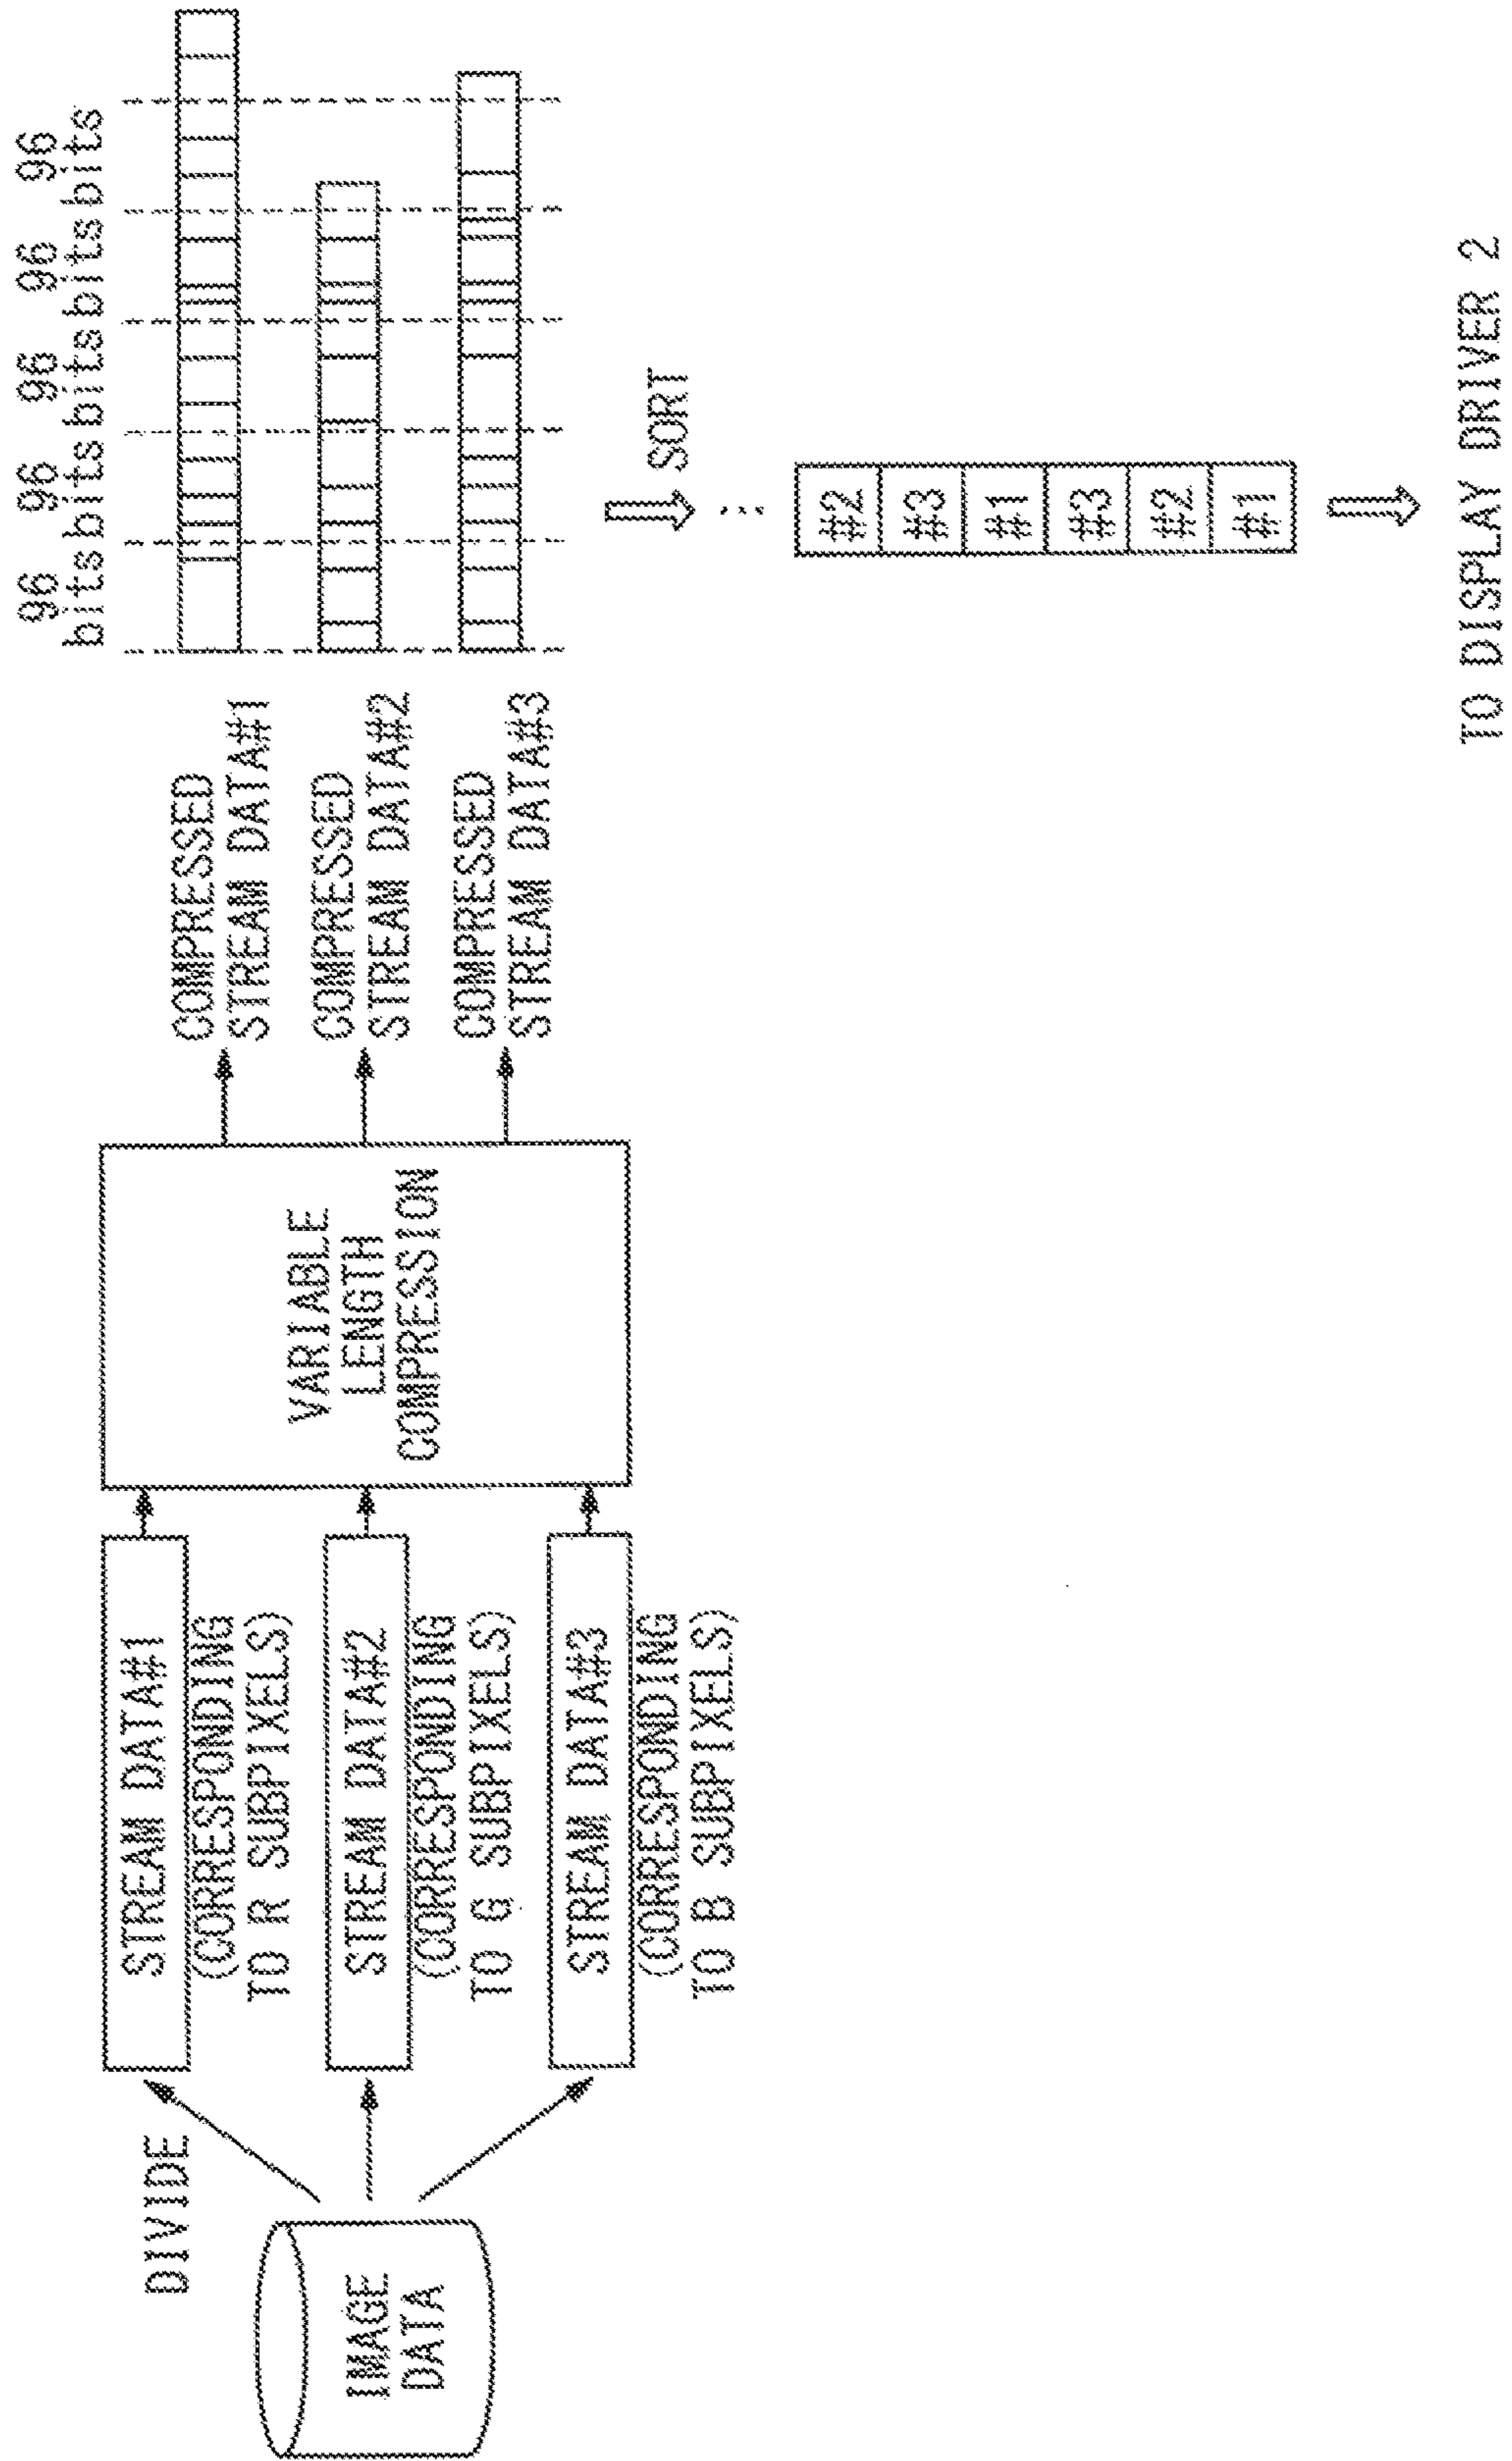 DIVIDE
IMAGE
DATA
STREAM DATA#1
(CORRESPONDING
TO R SUBPIXELS)
STREAM DATA#2
(CORRESPONDING
TO G SUBPIXELS)
STREAM DATA#3
(CORRESPONDING
TO B SUBPIXELS)
VARIABLE
LENGTH
COMPRESSION
COMPRESSED
STREAM DATA#1
COMPRESSED
STREAM DATA#2
COMPRESSED
STREAM DATA#3
96 96 96 96 96
bits bits bits bits bits
SORT
#2
#3
#1
#3
#2
#1
TO DISPLAY DRIVER 2